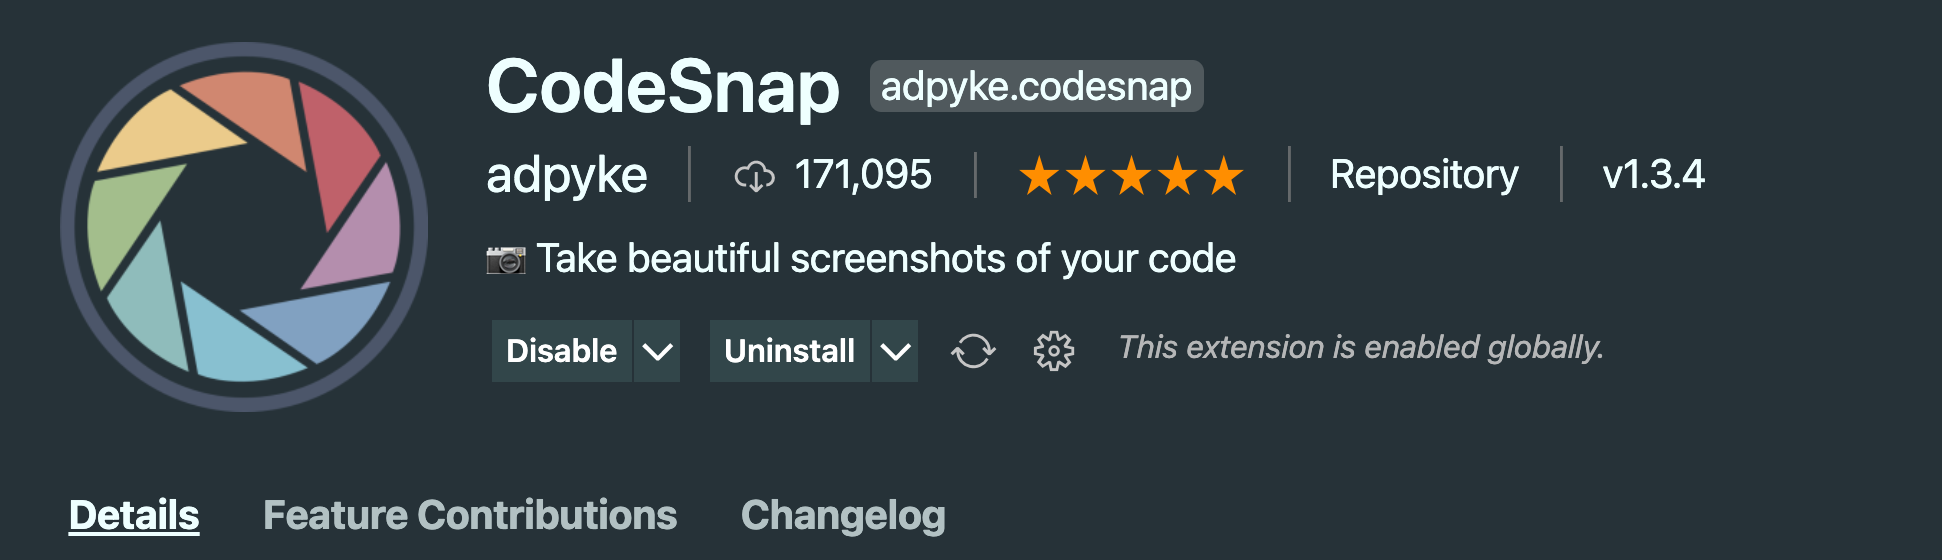 CodeSnap adpyke.codesnap
adpyke 171,095 ★★★★★ Repository v1.3.4
📷 Take beautiful screenshots of your code
Disable Uninstall This extension is enabled globally.
Details Feature Contributions Changelog